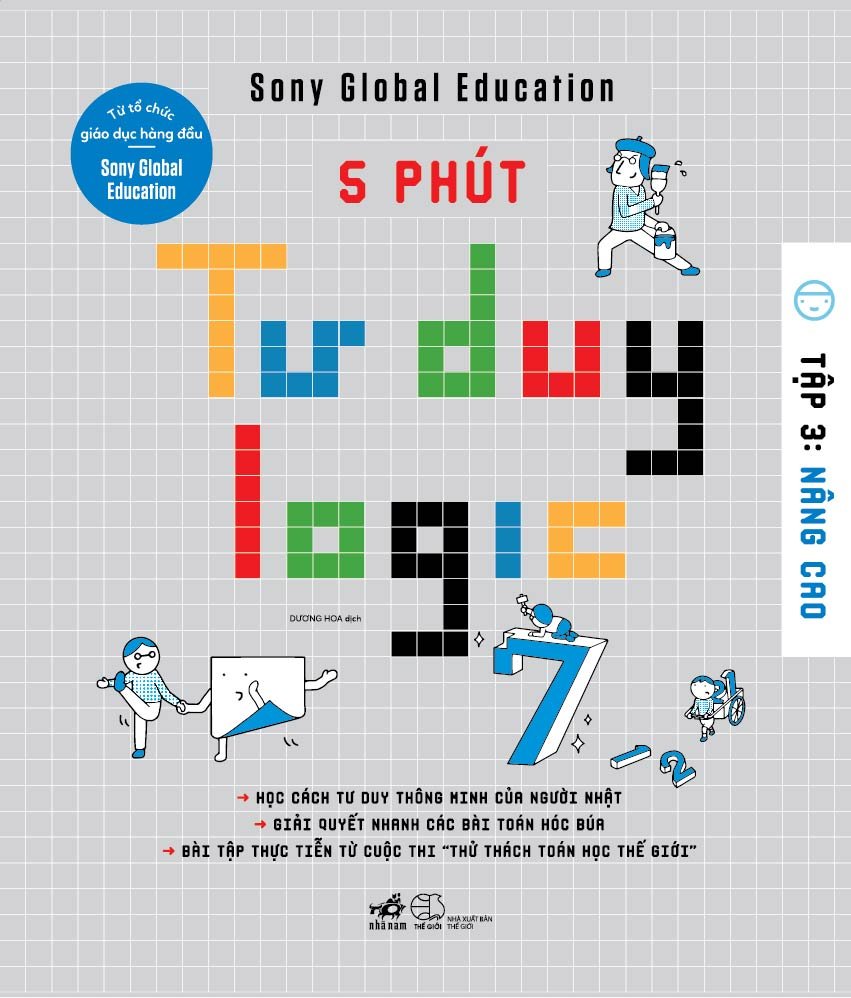 Sony Global Education
Từ tổ chức
giáo dục hàng đầu
Sony Global
Education
5 PHÚT
Tư duy
logic
TẬP 3: NÂNG CAO
DƯƠNG HOA dịch
7
21
-12
→ HỌC CÁCH TƯ DUY THÔNG MINH CỦA NGƯỜI NHẬT
→ GIẢI QUYẾT NHANH CÁC BÀI TOÁN HÓC BÚA
→ BÀI TẬP THỰC TIỄN TỪ CUỘC THI “THỬ THÁCH TOÁN HỌC THẾ GIỚI”
nhã nam
THẾ GIỚI
NHÀ XUẤT BẢN
THẾ GIỚI